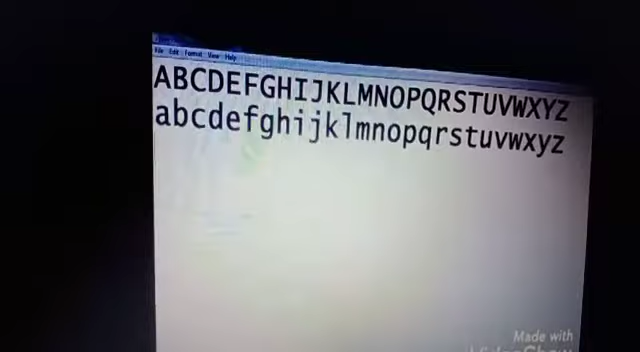 File Edit Format View Help
ABCDEFGHIJKLMNOPQRSTUVWXYZ
abcdefghijklmnopqrstuvwxyz
Made with